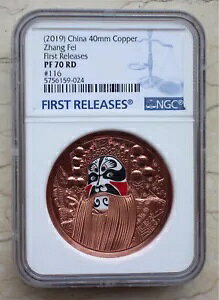 (2019) China 40mm Copper
Zhang Fei
First Releases
PF 70 RD
#116
5756159-024
FIRST RELEASES®
NGC®